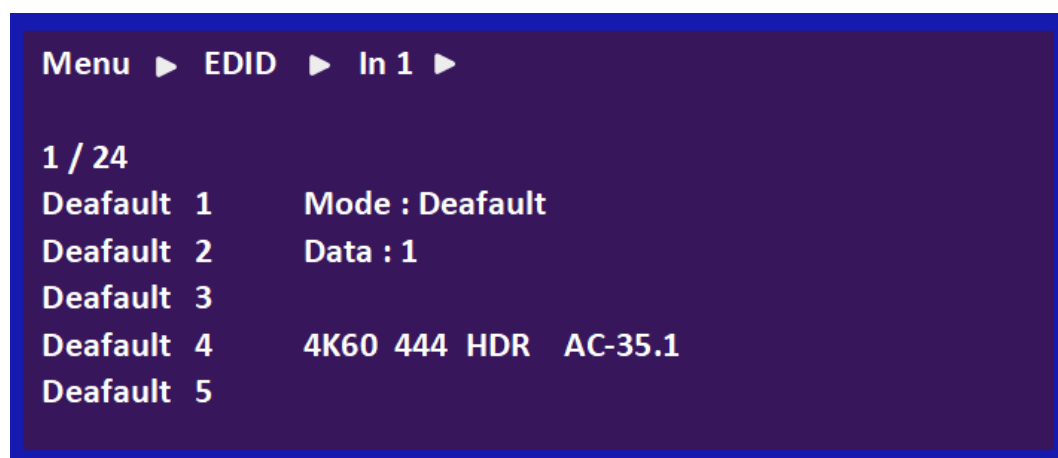 Menu ▶ EDID ▶ In 1 ▶
1 / 24
Deafault 1 Mode : Deafault
Deafault 2 Data : 1
Deafault 3
Deafault 4 4K60 444 HDR AC-35.1
Deafault 5